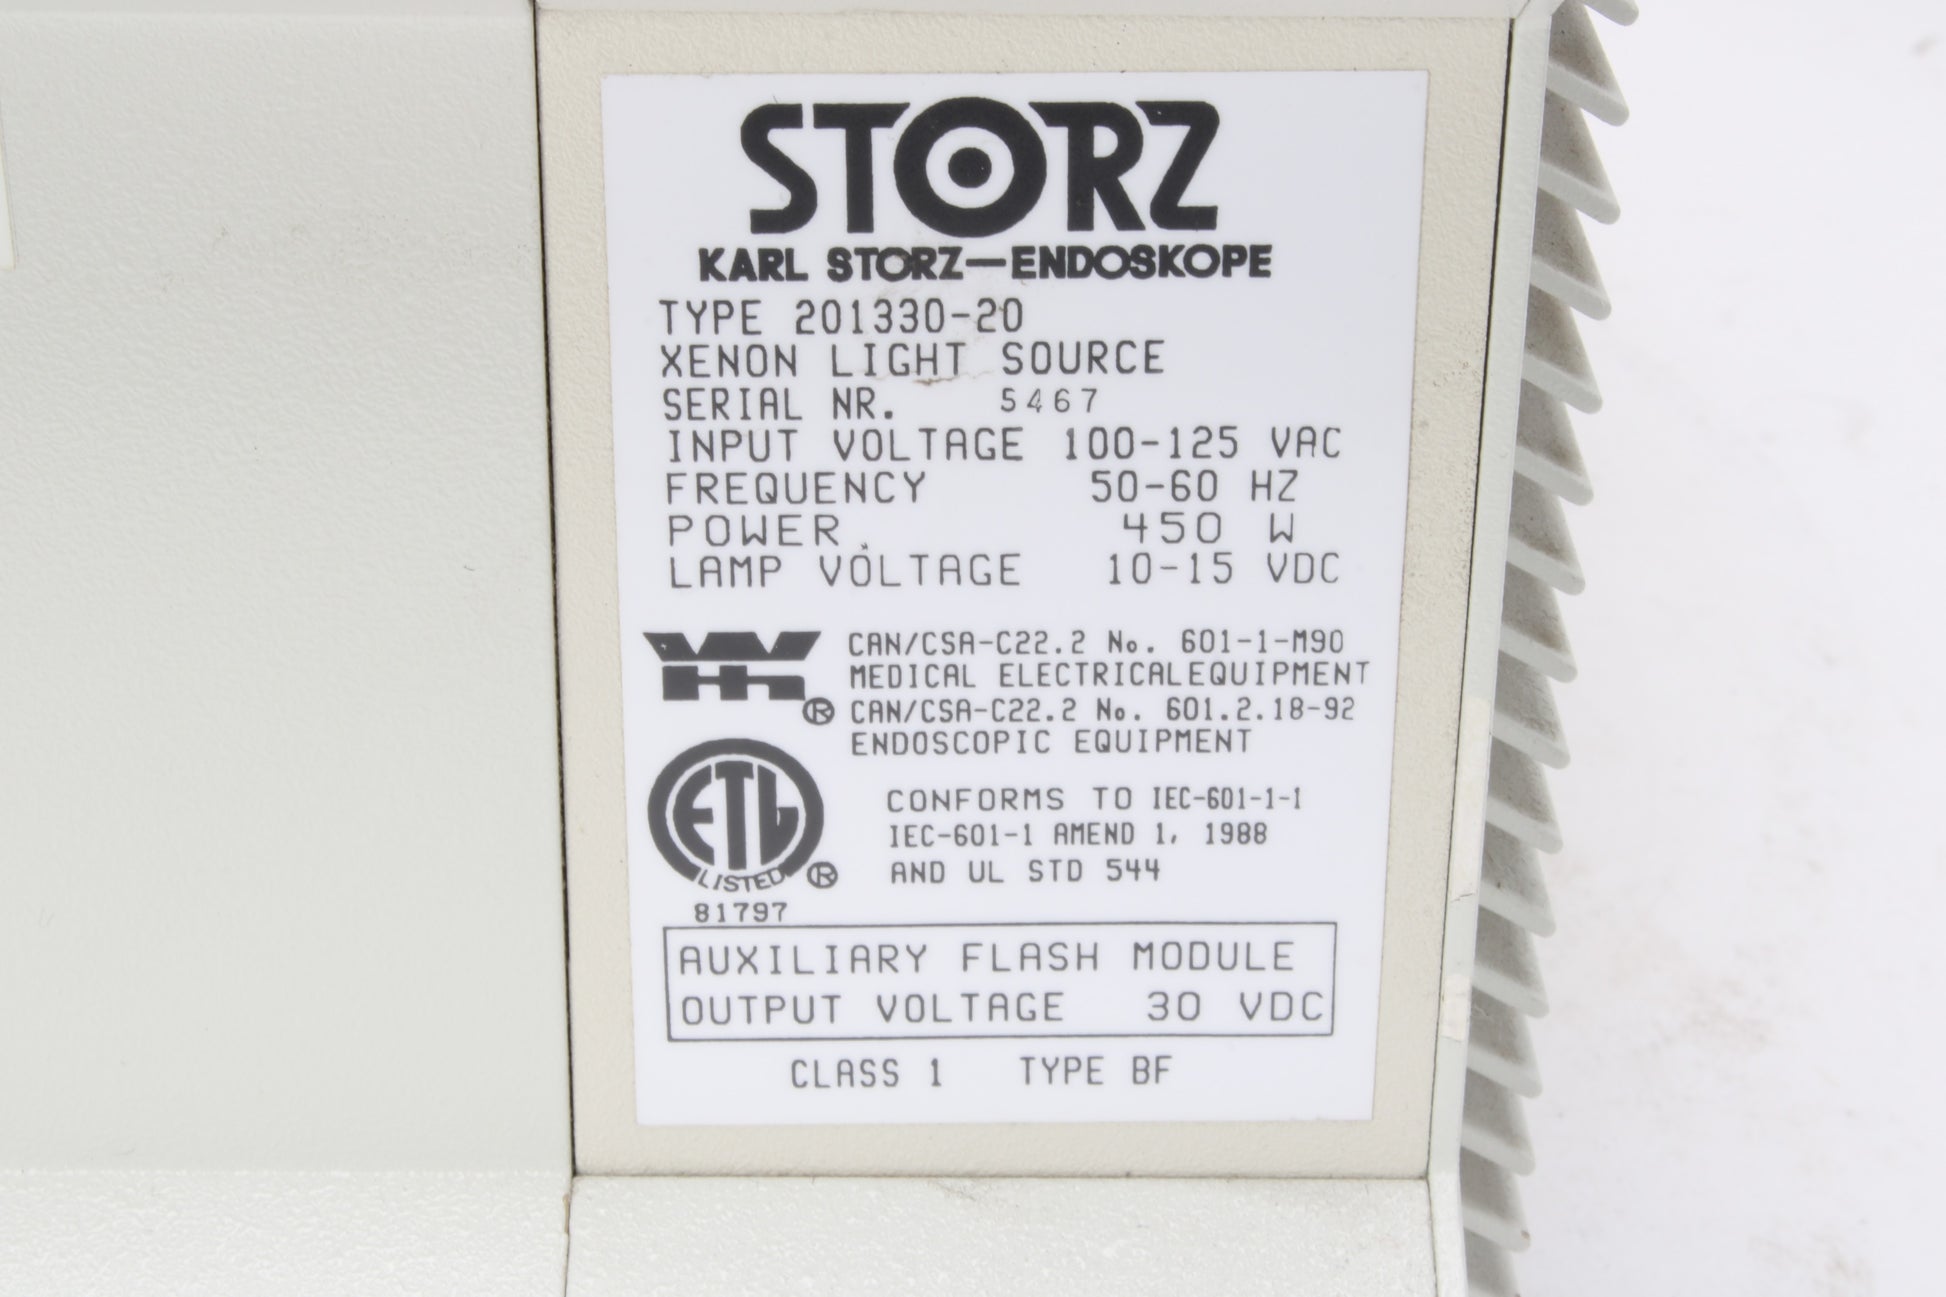 STORZ
KARL STORZ—ENDOSKOPE
TYPE 201330-20
XENON LIGHT SOURCE
SERIAL NR. 5467
INPUT VOLTAGE 100-125 VAC
FREQUENCY 50-60 HZ
POWER 450 W
LAMP VOLTAGE 10-15 VDC
WH®
CAN/CSA-C22.2 No. 601-1-M90
MEDICAL ELECTRICALEQUIPMENT
CAN/CSA-C22.2 No. 601.2.18-92
ENDOSCOPIC EQUIPMENT
ETL
LISTED ®
81797
CONFORMS TO IEC-601-1-1
IEC-601-1 AMEND 1, 1988
AND UL STD 544
AUXILIARY FLASH MODULE
OUTPUT VOLTAGE 30 VDC
CLASS 1 TYPE BF